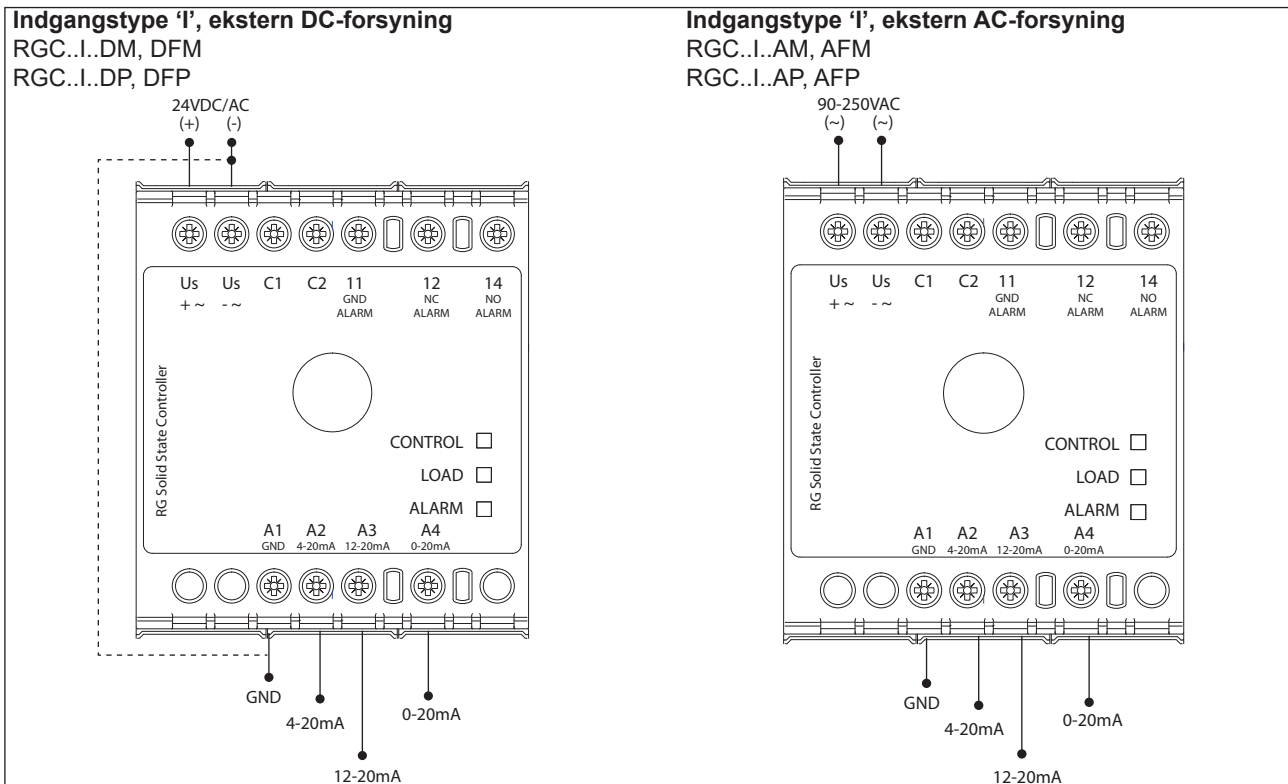 Indgangstype ‘I’, ekstern DC-forsyning
RGC..I..DM, DFM
RGC..I..DP, DFP
24VDC/AC
(+) (-)
Us Us C1 C2 11 12 14
+ ~ - ~ GND NC NO
ALARM ALARM ALARM
RG Solid State Controller
CONTROL
LOAD
ALARM
A1 A2 A3 A4
GND 4-20mA 12-20mA 0-20mA
GND
4-20mA
0-20mA
12-20mA
Indgangstype ‘I’, ekstern AC-forsyning
RGC..I..AM, AFM
RGC..I..AP, AFP
90-250VAC
(~) (~)
Us Us C1 C2 11 12 14
+ ~ - ~ GND NC NO
ALARM ALARM ALARM
RG Solid State Controller
CONTROL
LOAD
ALARM
A1 A2 A3 A4
GND 4-20mA 12-20mA 0-20mA
GND
4-20mA
0-20mA
12-20mA